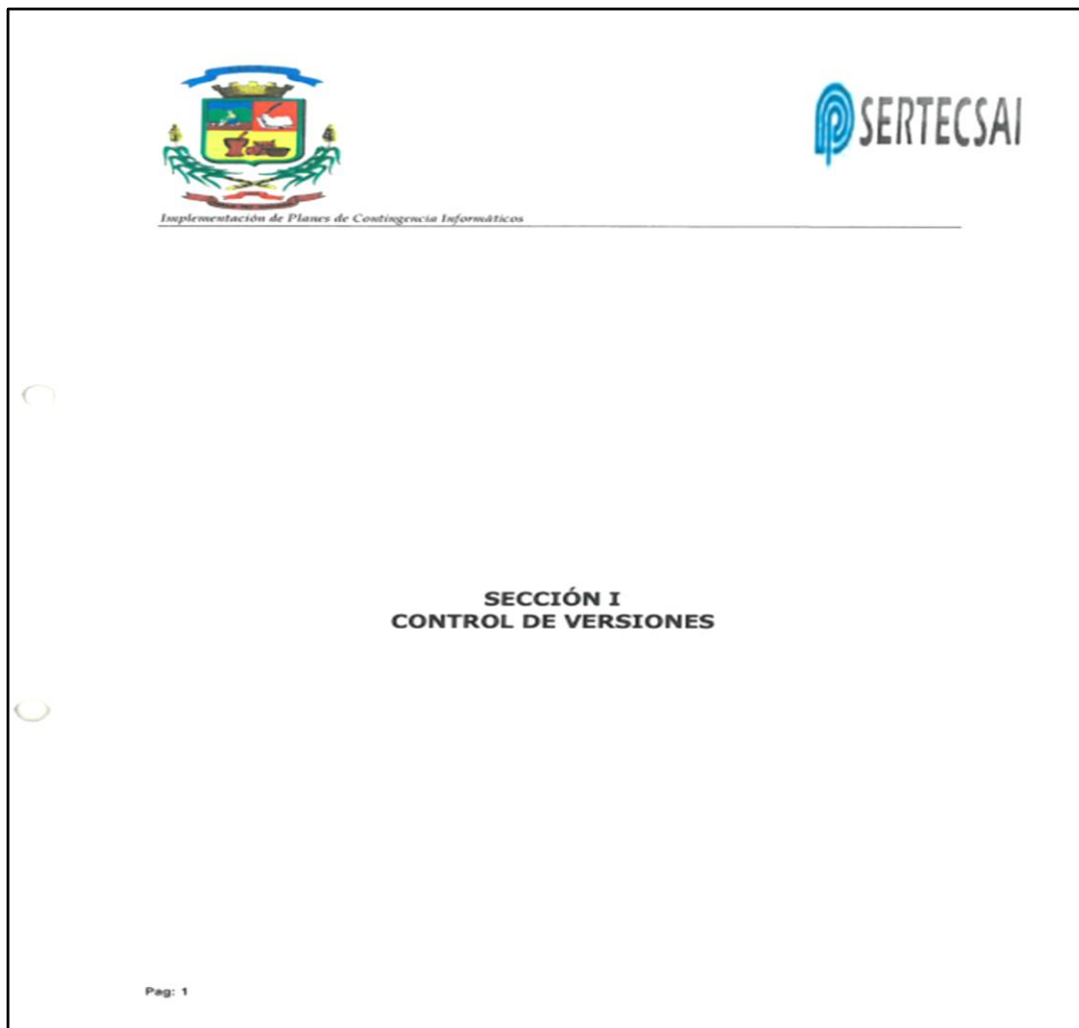 SERTECSAI
Implementación de Planes de Contingencia Informáticos
SECCIÓN I
CONTROL DE VERSIONES
Pag: 1